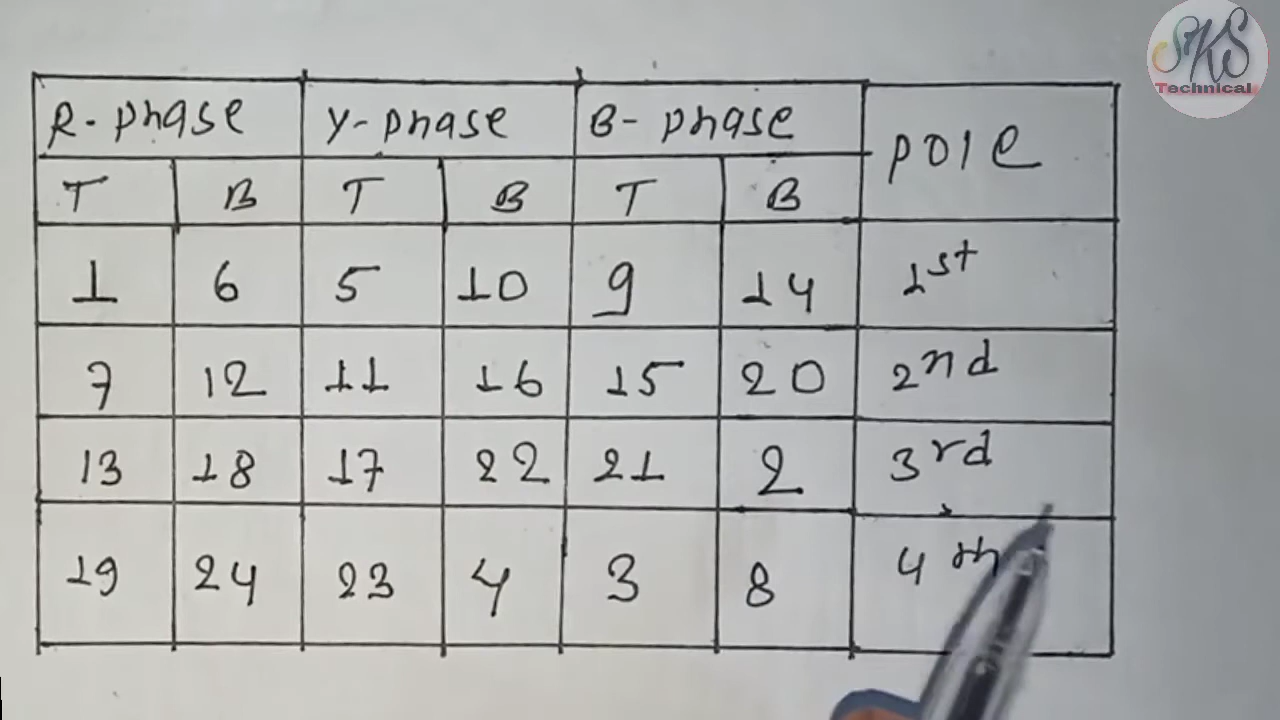 SKS
Technical
R-phase Y-phase B-phase Pole
T B T B T B
1 6 5 10 9 14 1st
7 12 11 16 15 20 2nd
13 18 17 22 21 2 3rd
19 24 23 4 3 8 4th